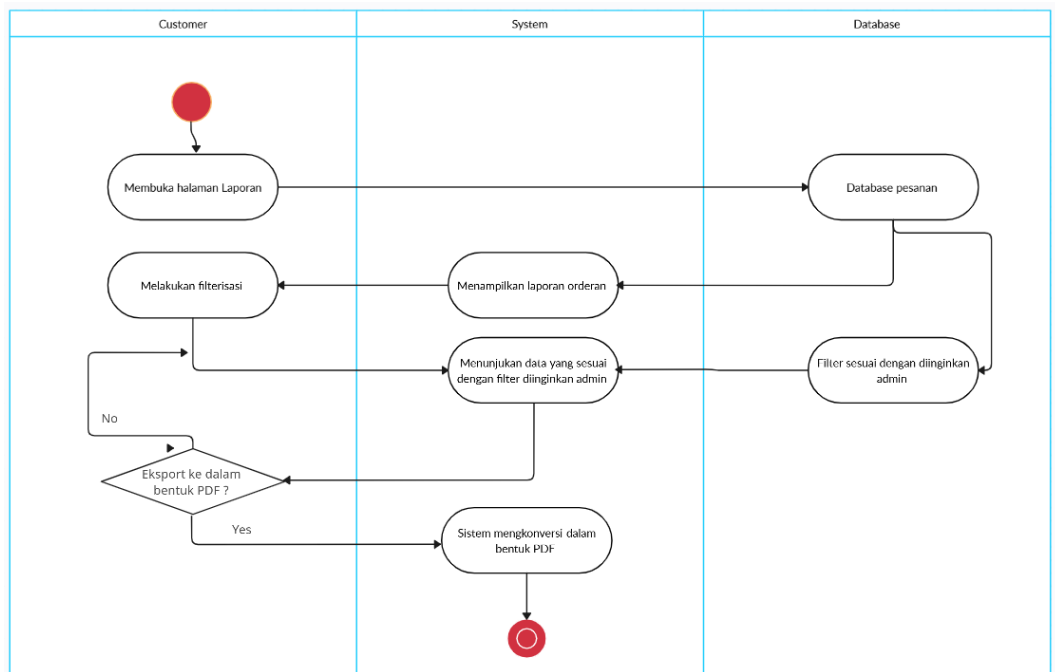 Customer
System
Database
Membuka halaman Laporan
Database pesanan
Melakukan filterisasi
Menampilkan laporan orderan
Menunjukan data yang sesuai
dengan filter diinginkan admin
Filter sesuai dengan diinginkan
admin
No
Eksport ke dalam
bentuk PDF ?
Yes
Sistem mengkonversi dalam
bentuk PDF